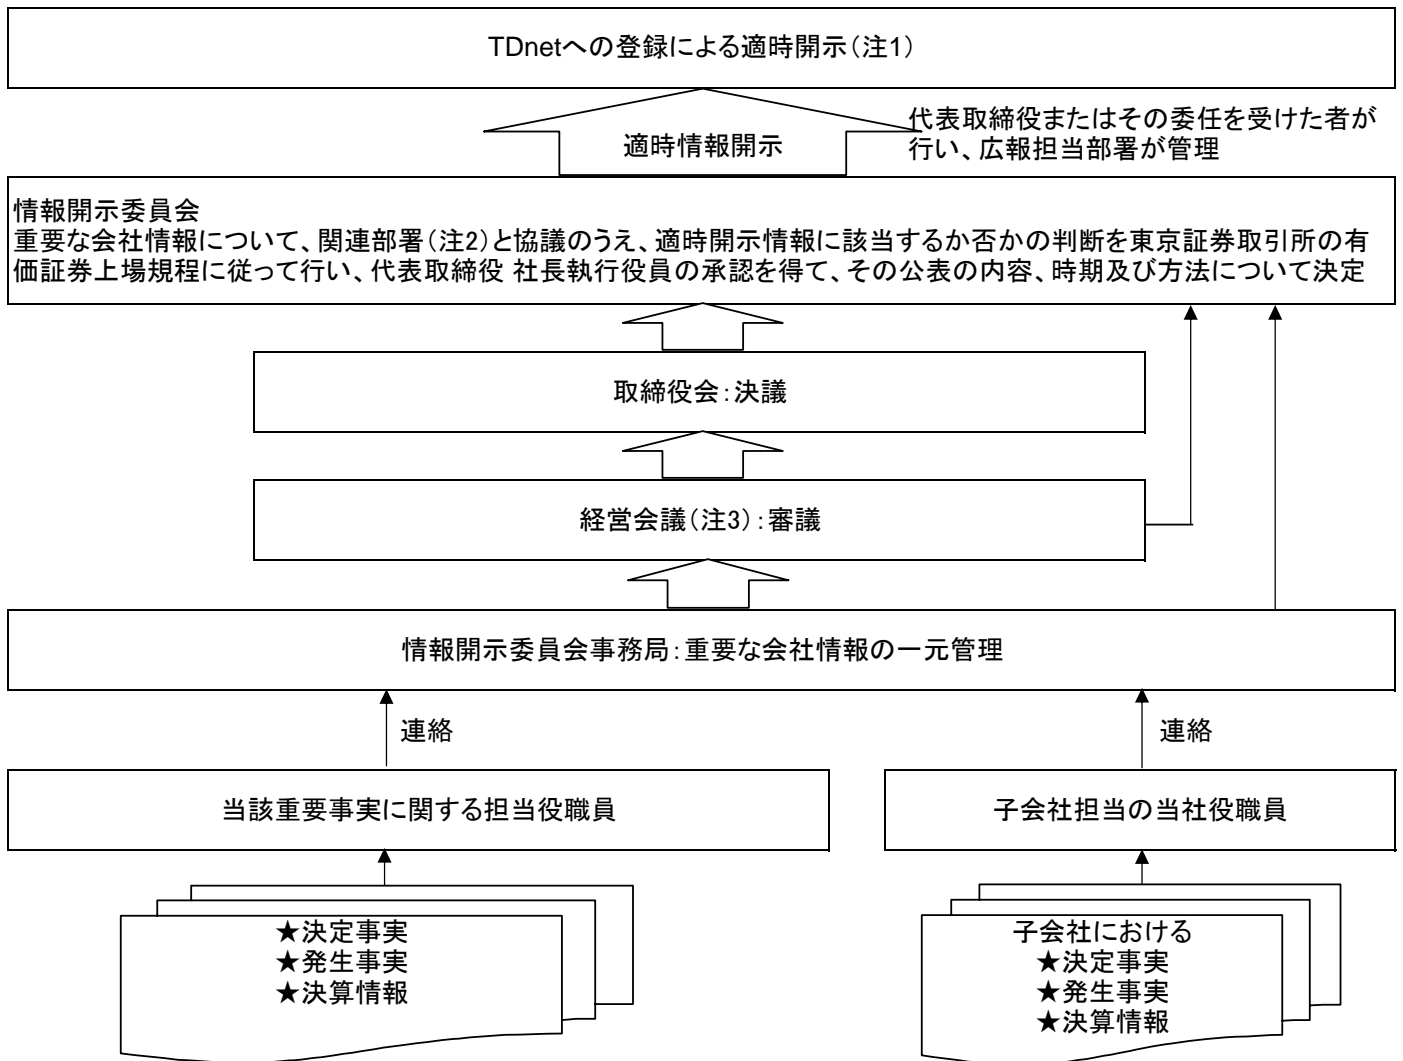 TDnetへの登録による適時開示（注1）
適時情報開示
代表取締役またはその委任を受けた者が
行い、広報担当部署が管理
情報開示委員会
重要な会社情報について、関連部署（注2）と協議のうえ、適時開示情報に該当するか否かの判断を東京証券取引所の有
価証券上場規程に従って行い、代表取締役 社長執行役員の承認を得て、その公表の内容、時期及び方法について決定
取締役会：決議
経営会議（注3）：審議
情報開示委員会事務局：重要な会社情報の一元管理
連絡
連絡
当該重要事実に関する担当役職員
子会社担当の当社役職員
★決定事実
★発生事実
★決算情報
子会社における
★決定事実
★発生事実
★決算情報